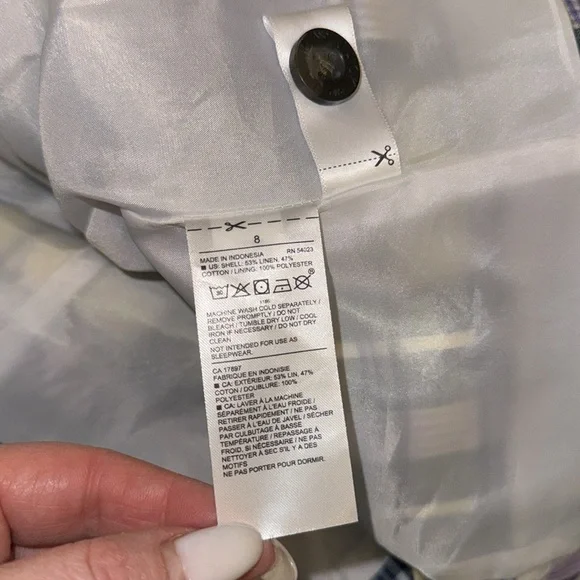 8
MADE IN INDONESIA RN 54023
■ US: SHELL: 53% LINEN, 47%
COTTON / LINING: 100% POLYESTER
30
(186)
MACHINE WASH COLD SEPARATELY /
REMOVE PROMPTLY / DO NOT
BLEACH / TUMBLE DRY LOW / COOL
IRON IF NECESSARY / DO NOT DRY
CLEAN
NOT INTENDED FOR USE AS
SLEEPWEAR.
CA 17897
FABRIQUÉ EN INDONÉSIE
■ CA: EXTÉRIEUR: 53% LIN, 47%
COTON / DOUBLURE: 100%
POLYESTER
■ CA: LAVER À LA MACHINE
SÉPARÉMENT À L'EAU FROIDE /
RETIRER RAPIDEMENT / NE PAS
PASSER À L'EAU DE JAVEL / SÉCHER
PAR CULBUTAGE À BASSE
TEMPÉRATURE / REPASSAGE À
FROID, SI NÉCESSAIRE / NE PAS
NETTOYER À SEC S'IL Y A DES
MOTIFS
NE PAS PORTER POUR DORMIR.